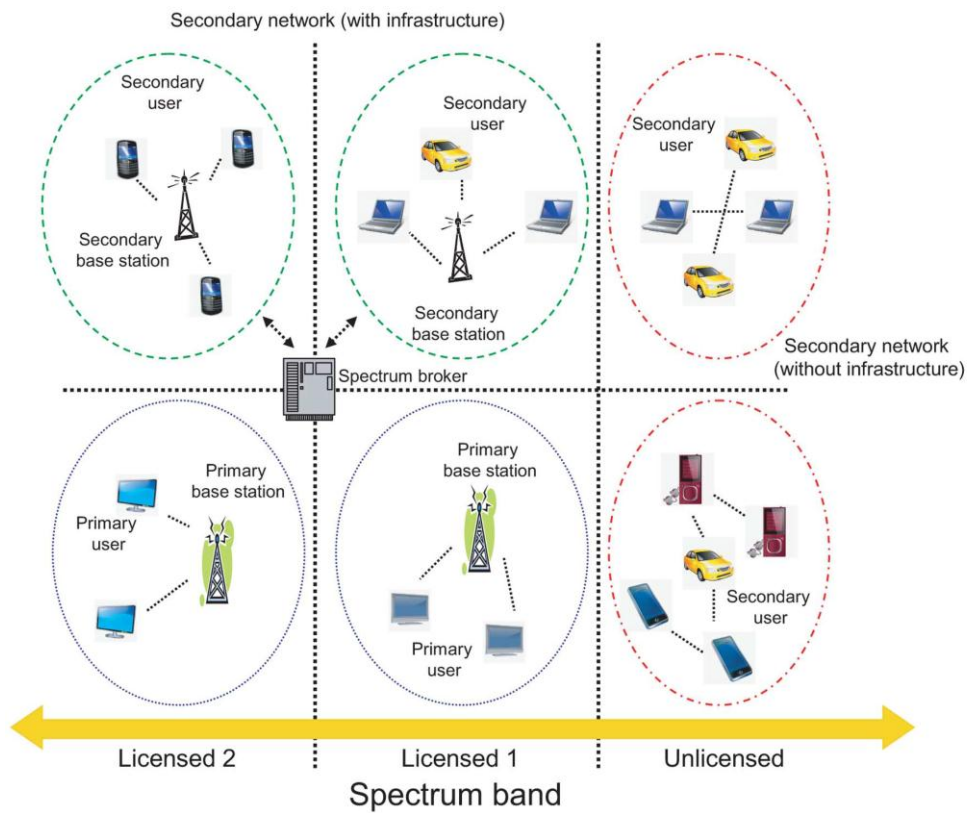 Secondary network (with infrastructure)
Secondary
user
Secondary
base station
Secondary
user
Secondary
base station
Secondary
user
Secondary network
(without infrastructure)
Spectrum broker
Primary
base station
Primary
user
Primary
base station
Primary
user
Secondary
user
Licensed 2
Licensed 1
Unlicensed
Spectrum band